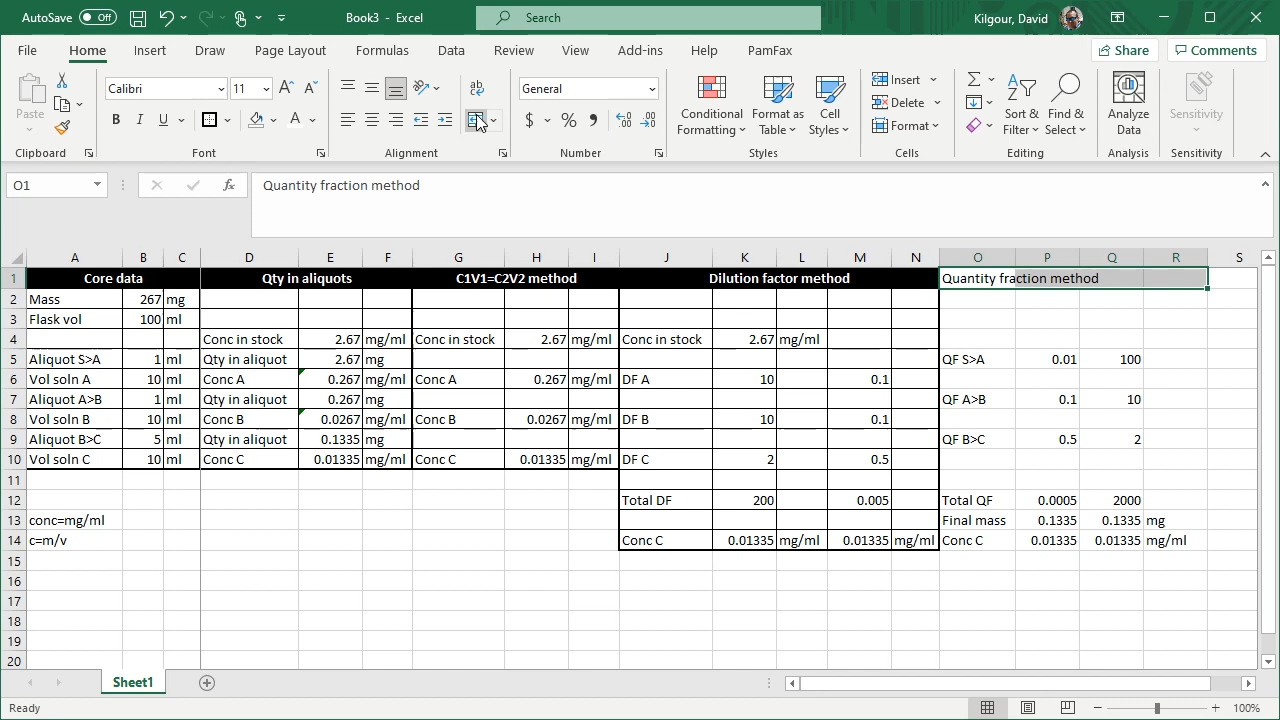 AutoSave Off Book3 - Excel Search Kilgour, David
File Home Insert Draw Page Layout Formulas Data Review View Add-ins Help PamFax Share Comments
Paste Calibri 11 A^ A˅ ab General Conditional Formatting Format as Table Cell Styles Insert Delete Format Sort & Filter Find & Select Analyze Data Sensitivity
B I U A $ % 9
Clipboard Font Alignment Number Styles Cells Editing Analysis Sensitivity
O1 fx Quantity fraction method
A B C D E F G H I J K L M N O P Q R S
1 Core data Qty in aliquots C1V1=C2V2 method Dilution factor method Quantity fraction method
2 Mass 267 mg
3 Flask vol 100 ml
4 Conc in stock 2.67 mg/ml Conc in stock 2.67 mg/ml Conc in stock 2.67 mg/ml
5 Aliquot S>A 1 ml Qty in aliquot 2.67 mg QF S>A 0.01 100
6 Vol soln A 10 ml Conc A 0.267 mg/ml Conc A 0.267 mg/ml DF A 10 0.1
7 Aliquot A>B 1 ml Qty in aliquot 0.267 mg QF A>B 0.1 10
8 Vol soln B 10 ml Conc B 0.0267 mg/ml Conc B 0.0267 mg/ml DF B 10 0.1
9 Aliquot B>C 5 ml Qty in aliquot 0.1335 mg QF B>C 0.5 2
10 Vol soln C 10 ml Conc C 0.01335 mg/ml Conc C 0.01335 mg/ml DF C 2 0.5
11
12 Total DF 200 0.005 Total QF 0.0005 2000
13 conc=mg/ml Final mass 0.1335 0.1335 mg
14 c=m/v Conc C 0.01335 mg/ml 0.01335 mg/ml Conc C 0.01335 0.01335 mg/ml
15
16
17
18
19
20
Sheet1
Ready 100%